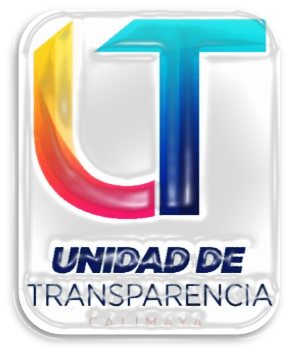 UT
UNIDAD DE
TRANSPARENCIA
CALIMAYA